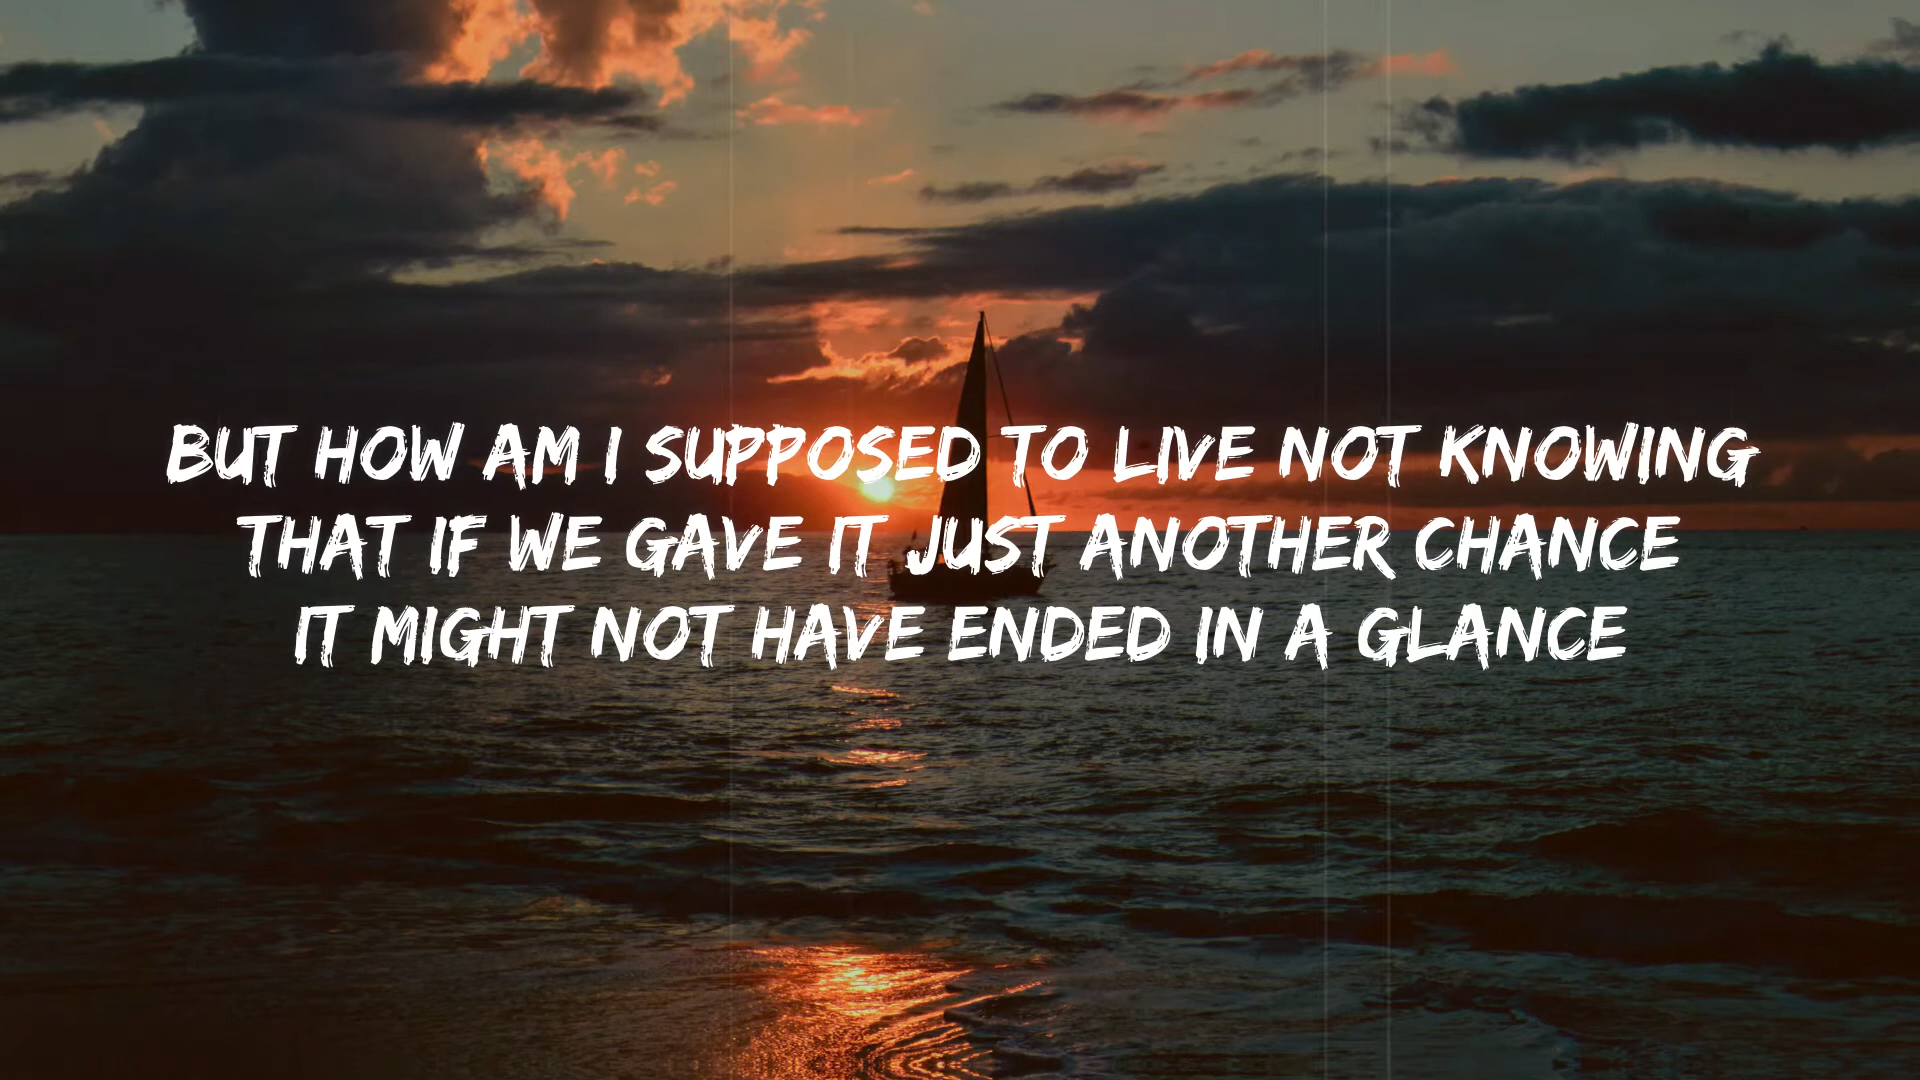 BUT HOW AM I SUPPOSED TO LIVE NOT KNOWING
THAT IF WE GAVE IT JUST ANOTHER CHANCE
IT MIGHT NOT HAVE ENDED IN A GLANCE